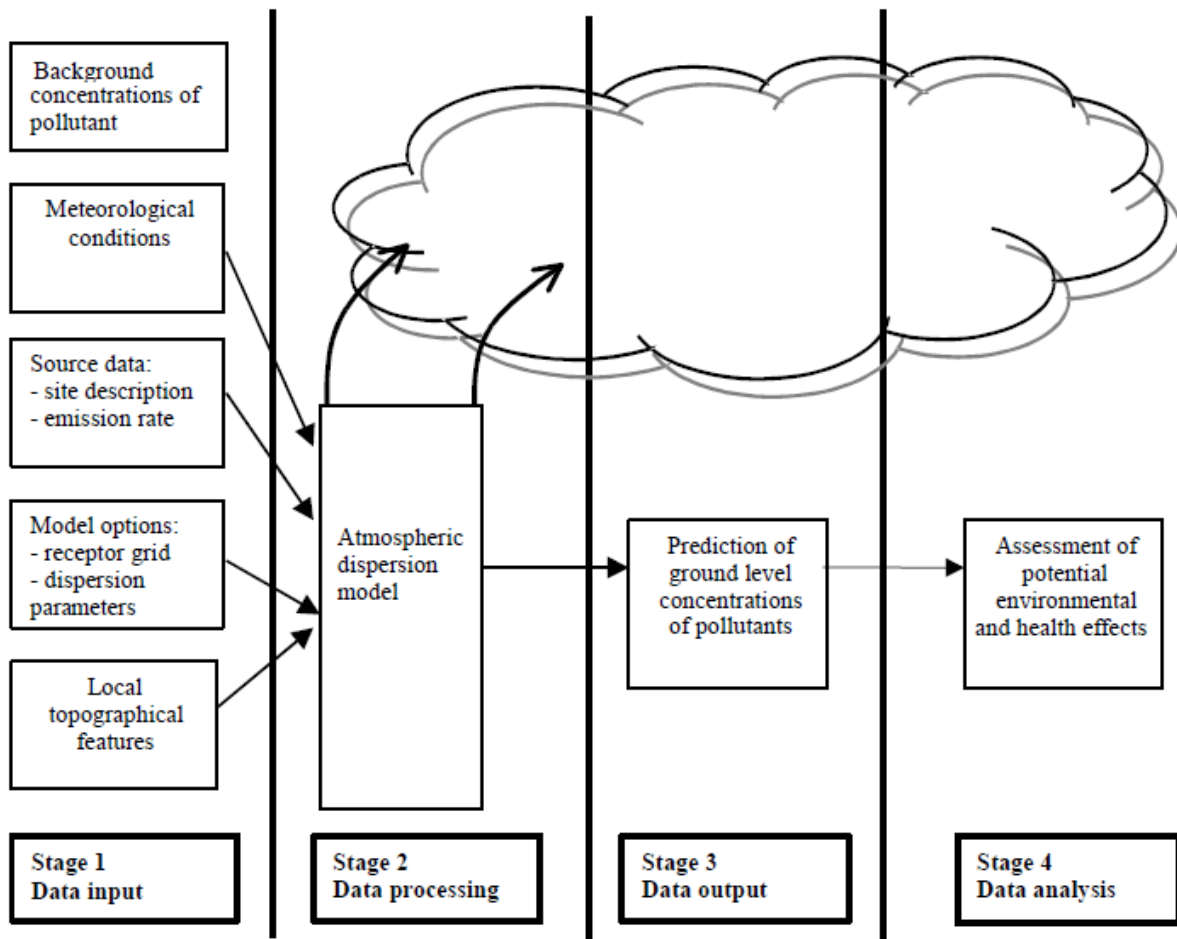 Background
concentrations of
pollutant
Meteorological
conditions
Source data:
- site description
- emission rate
Model options:
- receptor grid
- dispersion
parameters
Local
topographical
features
Atmospheric
dispersion
model
Prediction of
ground level
concentrations
of pollutants
Assessment of
potential
environmental
and health effects
Stage 1
Data input
Stage 2
Data processing
Stage 3
Data output
Stage 4
Data analysis